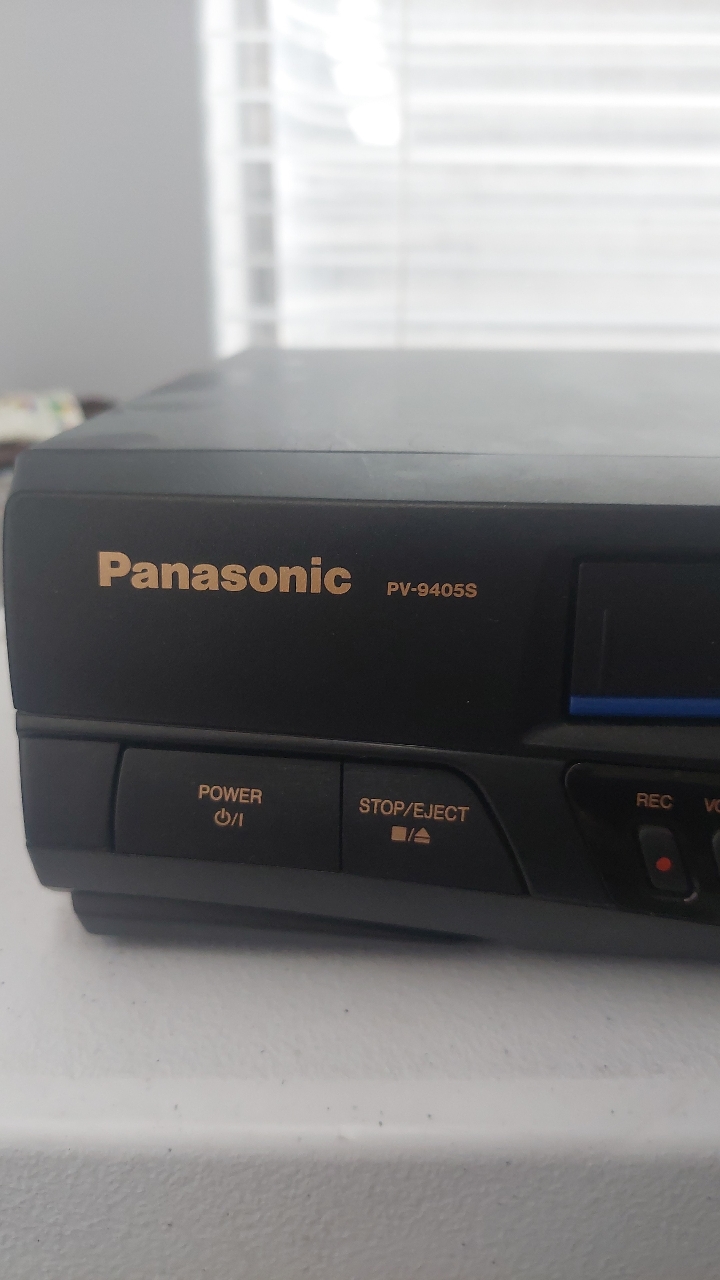 Panasonic PV-9405S
POWER
⏻/I
STOP/EJECT
■/⏏
REC